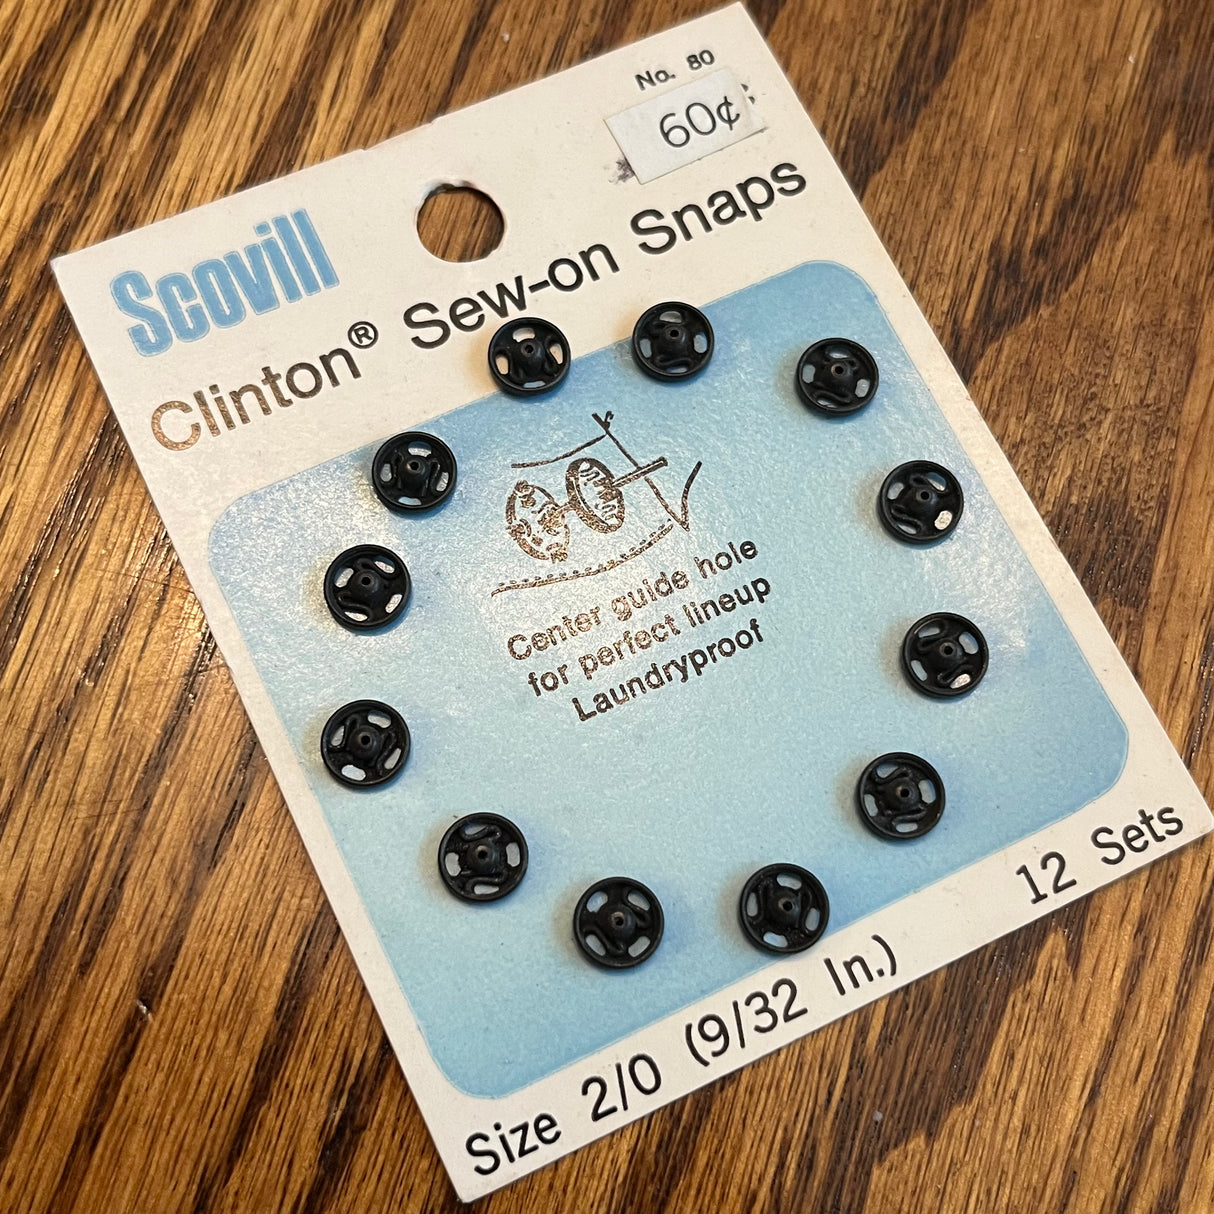 No. 80
60¢
Scovill
Clinton® Sew-on Snaps
Center guide hole
for perfect lineup
Laundryproof
Size 2/0 (9/32 In.)
12 Sets